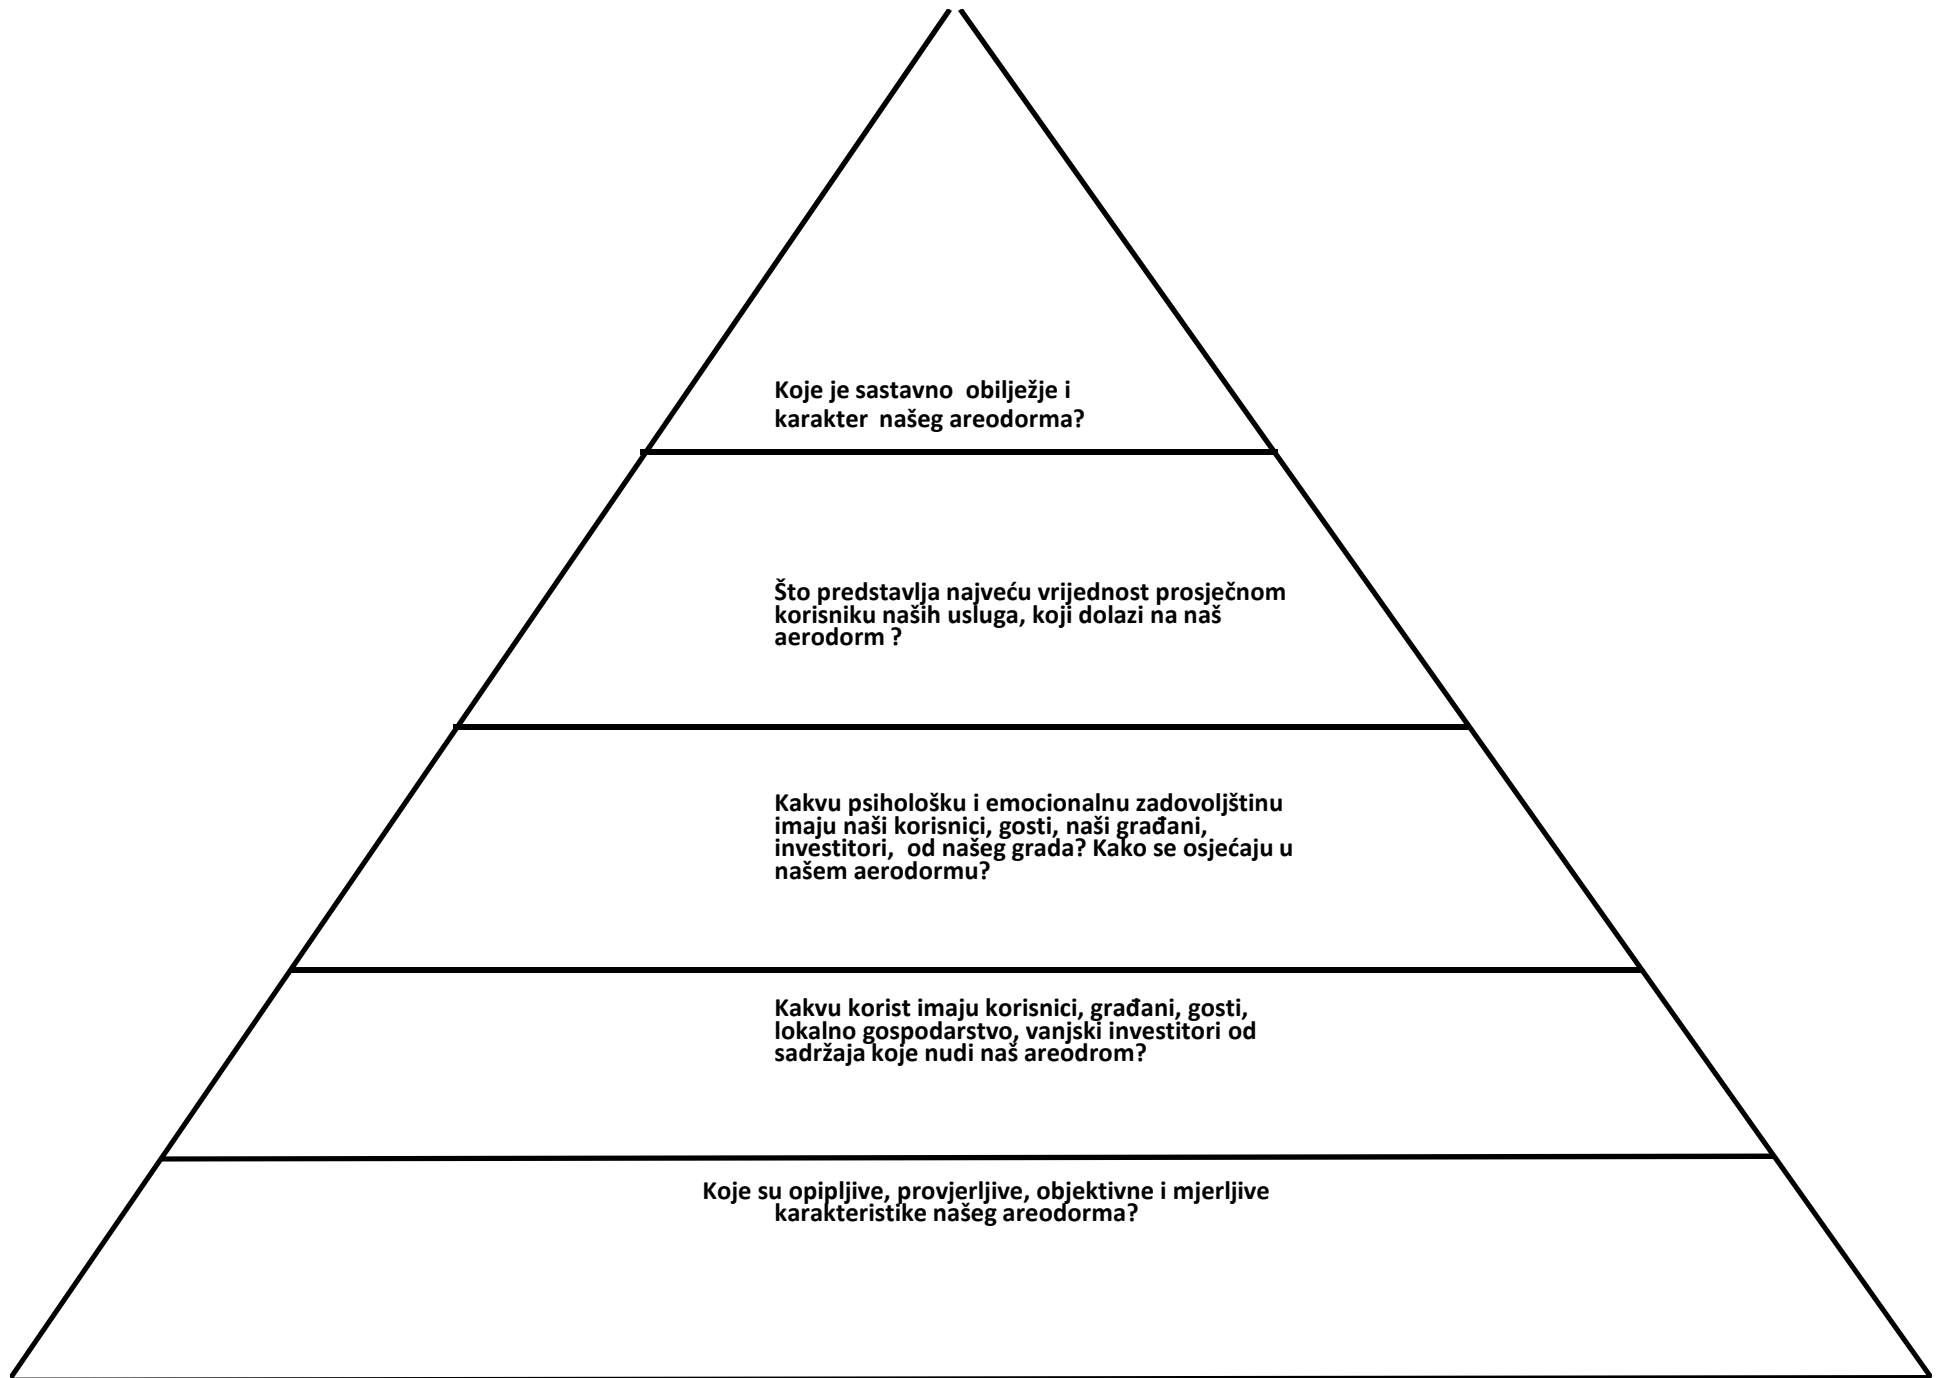 Koje je sastavno  obilježje i
karakter  našeg areodorma?
Što predstavlja najveću vrijednost prosječnom
korisniku naših usluga, koji dolazi na naš
aerodorm ?
Kakvu psihološku i emocionalnu zadovoljštinu
imaju naši korisnici, gosti, naši građani,
investitori,  od našeg grada? Kako se osjećaju u
našem aerodormu?
Kakvu korist imaju korisnici, građani, gosti,
lokalno gospodarstvo, vanjski investitori od
sadržaja koje nudi naš areodrom?
Koje su opipljive, provjerljive, objektivne i mjerljive
karakteristike našeg areodorma?